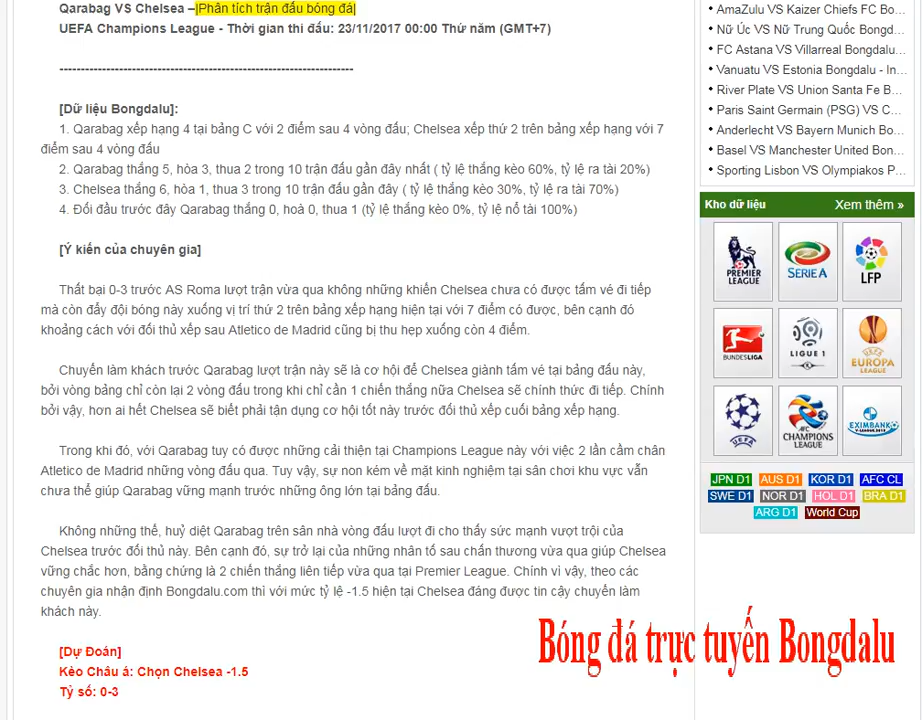 Qarabag VS Chelsea –|Phân tích trận đấu bóng đá|
UEFA Champions League - Thời gian thi đấu: 23/11/2017 00:00 Thứ năm (GMT+7)
--------------------------------------------------------------------
[Dữ liệu Bongdalu]:
1. Qarabag xếp hạng 4 tại bảng C với 2 điểm sau 4 vòng đấu; Chelsea xếp thứ 2 trên bảng xếp hạng với 7
điểm sau 4 vòng đấu
2. Qarabag thắng 5, hòa 3, thua 2 trong 10 trận đấu gần đây nhất ( tỷ lệ thắng kèo 60%, tỷ lệ ra tài 20%)
3. Chelsea thắng 6, hòa 1, thua 3 trong 10 trận đấu gần đây ( tỷ lệ thắng kèo 30%, tỷ lệ ra tài 70%)
4. Đối đầu trước đây Qarabag thắng 0, hoà 0, thua 1 (tỷ lệ thắng kèo 0%, tỷ lệ nổ tài 100%)
[Ý kiến của chuyên gia]
Thất bại 0-3 trước AS Roma lượt trận vừa qua không những khiến Chelsea chưa có được tấm vé đi tiếp
mà còn đẩy đội bóng này xuống vị trí thứ 2 trên bảng xếp hạng hiện tại với 7 điểm có được, bên cạnh đó
khoảng cách với đối thủ xếp sau Atletico de Madrid cũng bị thu hẹp xuống còn 4 điểm.
Chuyến làm khách trước Qarabag lượt trận này sẽ là cơ hội để Chelsea giành tấm vé tại bảng đấu này,
bởi vòng bảng chỉ còn lại 2 vòng đấu trong khi chỉ cần 1 chiến thắng nữa Chelsea sẽ chính thức đi tiếp. Chính
bởi vậy, hơn ai hết Chelsea sẽ biết phải tận dụng cơ hội tốt này trước đối thủ xếp cuối bảng xếp hạng.
Trong khi đó, với Qarabag tuy có được những cải thiện tại Champions League này với việc 2 lần cầm chân
Atletico de Madrid những vòng đấu qua. Tuy vậy, sự non kém về mặt kinh nghiệm tại sân chơi khu vực vẫn
chưa thể giúp Qarabag vững mạnh trước những ông lớn tại bảng đấu.
Không những thế, huỷ diệt Qarabag trên sân nhà vòng đấu lượt đi cho thấy sức mạnh vượt trội của
Chelsea trước đối thủ này. Bên cạnh đó, sự trở lại của những nhân tố sau chấn thương vừa qua giúp Chelsea
vững chắc hơn, bằng chứng là 2 chiến thắng liên tiếp vừa qua tại Premier League. Chính vì vậy, theo các
chuyên gia nhận định Bongdalu.com thì với mức tỷ lệ -1.5 hiện tại Chelsea đáng được tin cậy chuyến làm
khách này.
[Dự Đoán]
Kèo Châu á: Chọn Chelsea -1.5
Tỷ số: 0-3
• AmaZulu VS Kaizer Chiefs FC Bo...
• Nữ Úc VS Nữ Trung Quốc Bongd...
• FC Astana VS Villarreal Bongdalu...
• Vanuatu VS Estonia Bongdalu - In...
• River Plate VS Union Santa Fe B...
• Paris Saint Germain (PSG) VS C...
• Anderlecht VS Bayern Munich Bo...
• Basel VS Manchester United Bon...
• Sporting Lisbon VS Olympiakos P...
Kho dữ liệu Xem thêm »
PREMIER LEAGUE SERIE A LFP
BUNDESLIGA LIGUE 1 EUROPA LEAGUE
UEFA AFC CHAMPIONS LEAGUE EXIMBANK
JPN D1 AUS D1 KOR D1 AFC CL
SWE D1 NOR D1 HOL D1 BRA D1
ARG D1 World Cup
Bóng đá trực tuyến Bongdalu